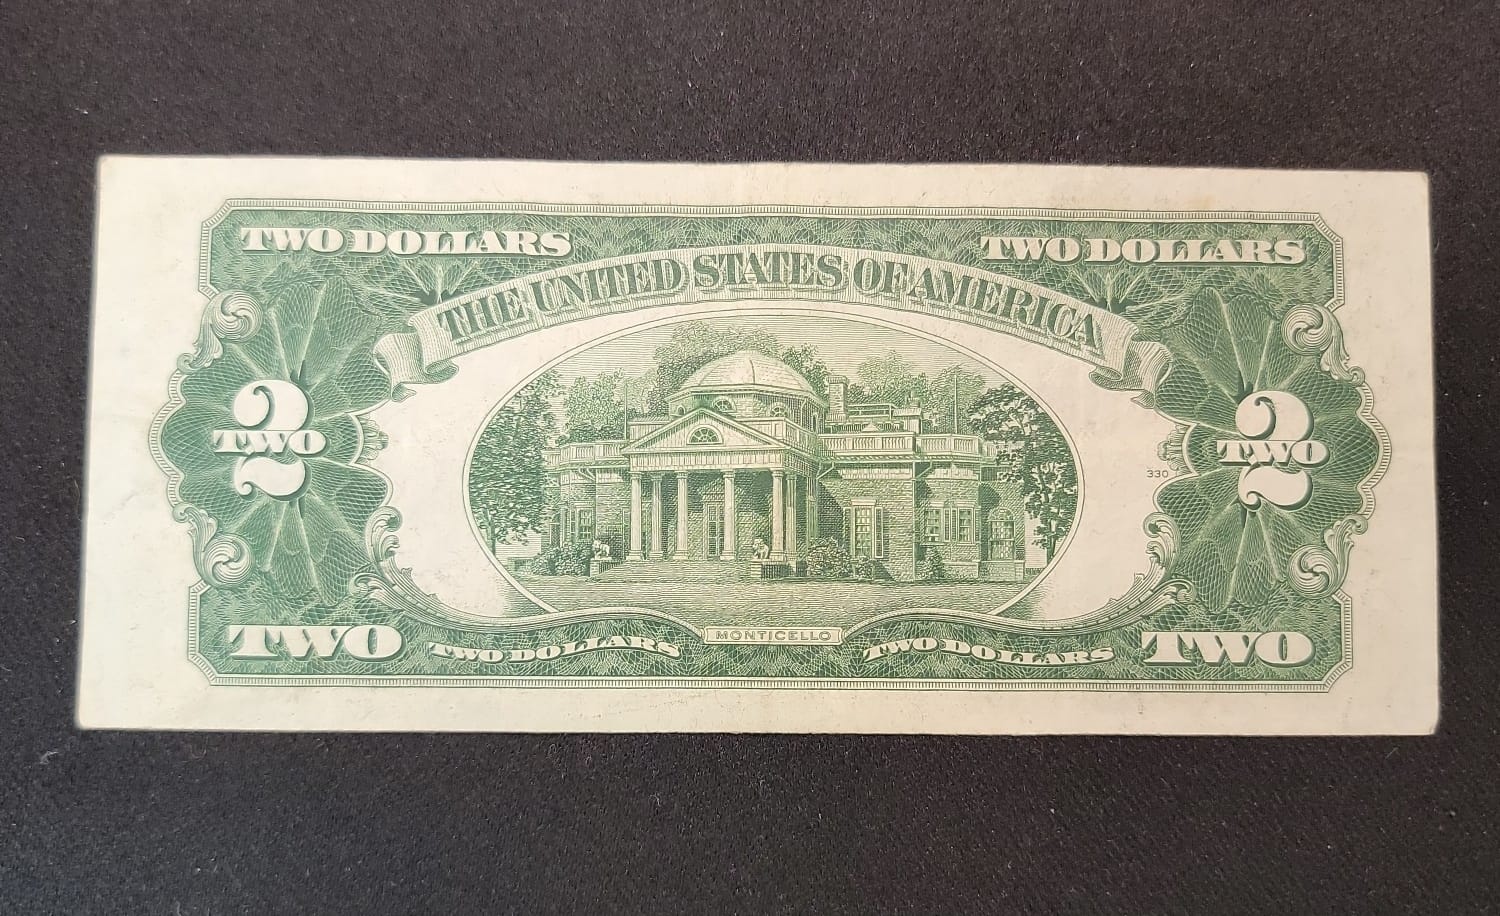 TWO DOLLARS TWO DOLLARS
THE UNITED STATES OF AMERICA
2 TWO
2 TWO
330
MONTICELLO
TWO TWO DOLLARS TWO DOLLARS TWO